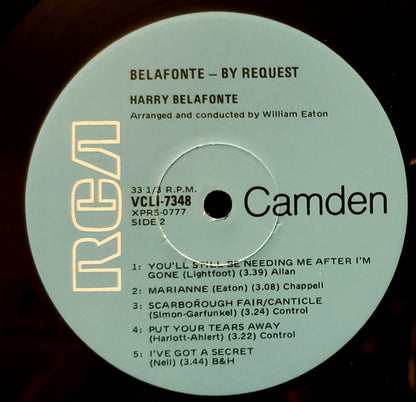 BELAFONTE – BY REQUEST
HARRY BELAFONTE
Arranged and conducted by William Eaton
RCA
33 1/3 R.P.M.
VCLI-7348
XPRS-0777
SIDE 2
Camden
1: YOU'LL STILL BE NEEDING ME AFTER I'M
GONE (Lightfoot) (3.39) Allan
2: MARIANNE (Eaton) (3.08) Chappell
3: SCARBOROUGH FAIR/CANTICLE
(Simon-Garfunkel) (3.24) Control
4: PUT YOUR TEARS AWAY
(Harlott-Ahlert) (3.22) Control
5: I'VE GOT A SECRET
(Neil) (3.44) B&H